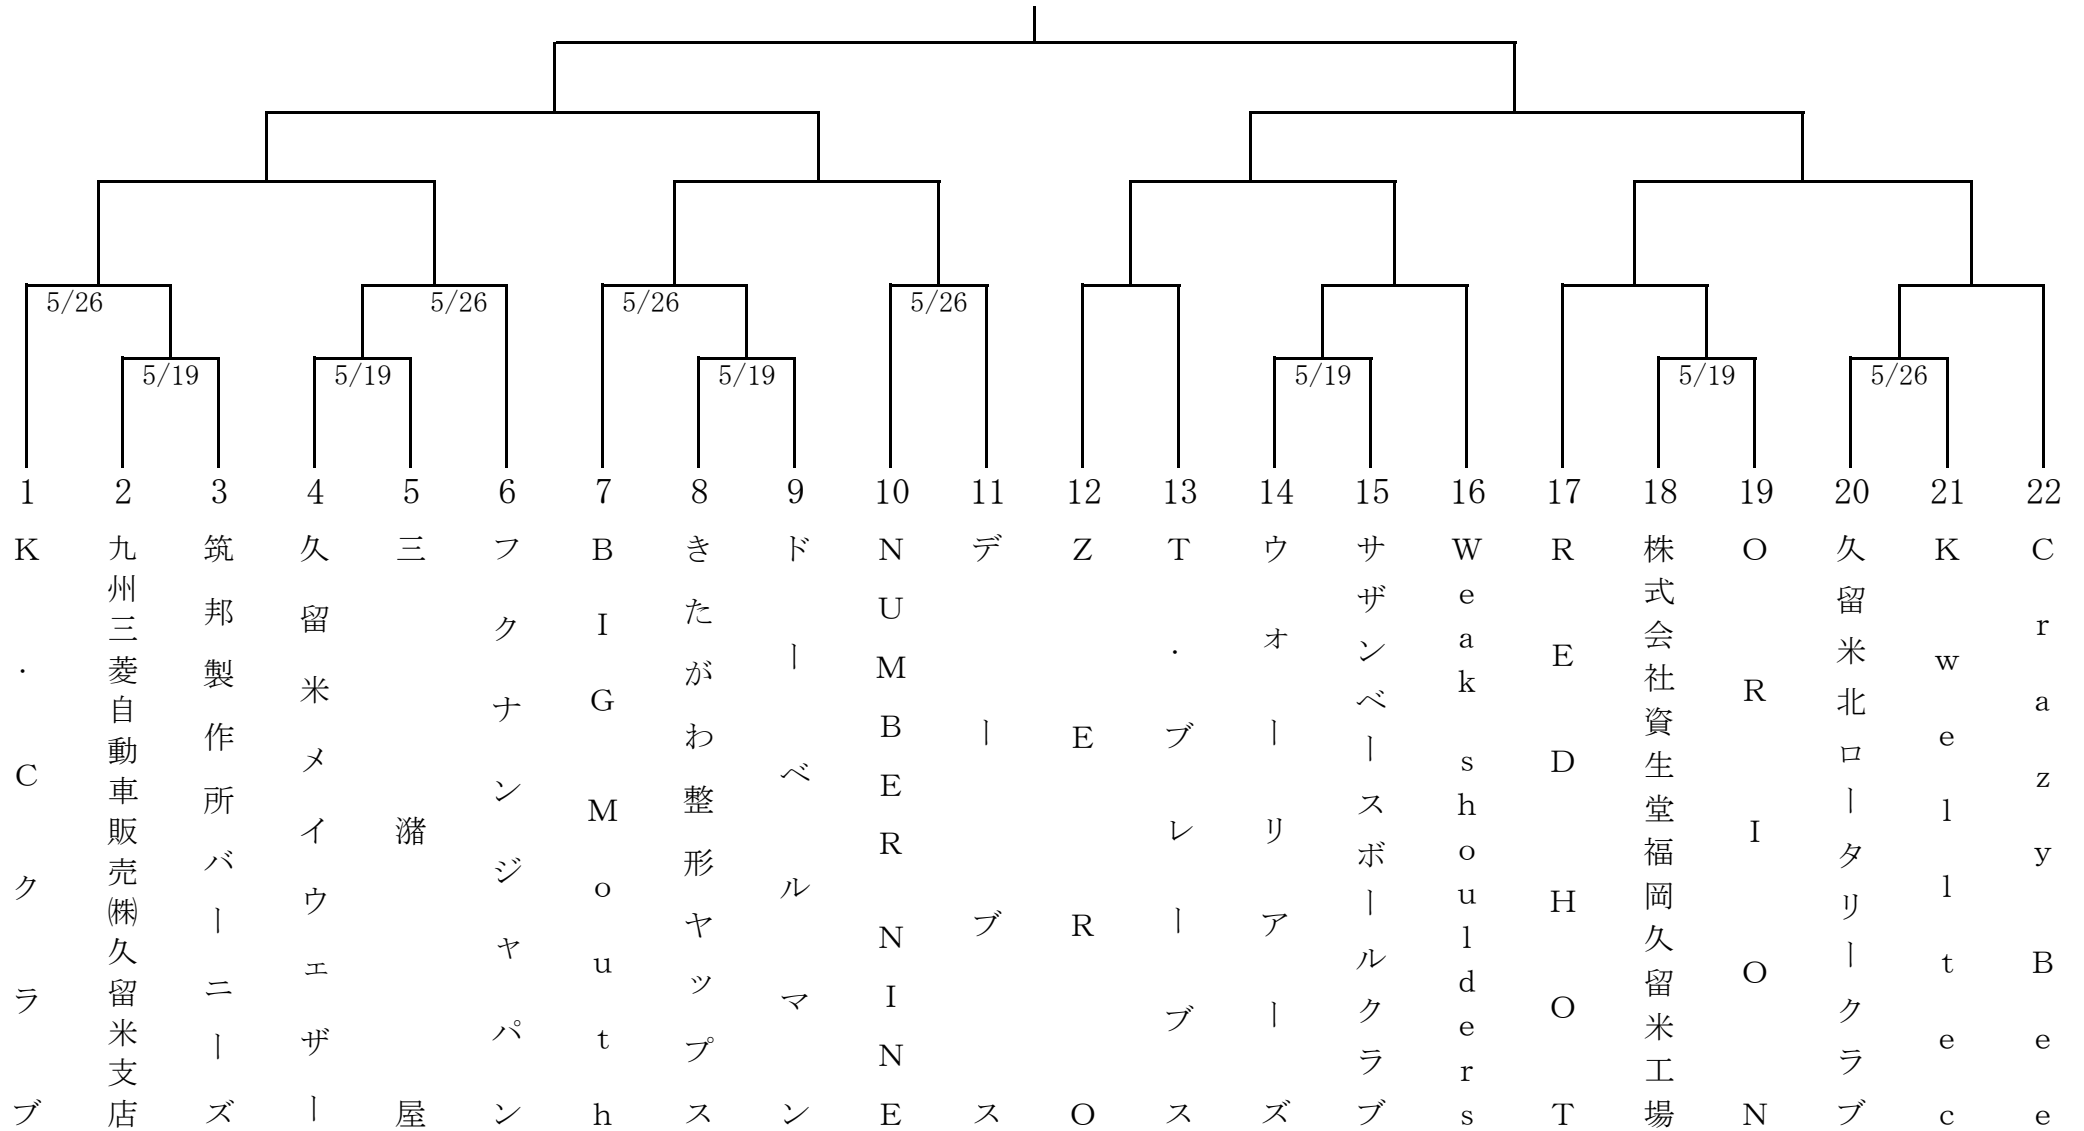 5/26
5/26
5/26
5/26
5/19
5/19
5/19
5/19
5/19
5/26
1
2
3
4
5
6
7
8
9
10
11
12
13
14
15
16
17
18
19
20
21
22
K．Cクラブ
九州三菱自動車販売㈱久留米支店
筑邦製作所バーニーズ
久留米メイウェザー
三潴屋
フクナンジャパン
BIG Mouth
きたがわ整形ヤップス
ドーベルマン
NUMBER NINE
デーブス
ZERO
T．ブレーブス
ウォーリアーズ
サザンベースボールクラブ
Weak shoulders
RED HOT
株式会社資生堂福岡久留米工場
ORION
久留米北ロータリークラブ
Kwelltec
Crazy Bee